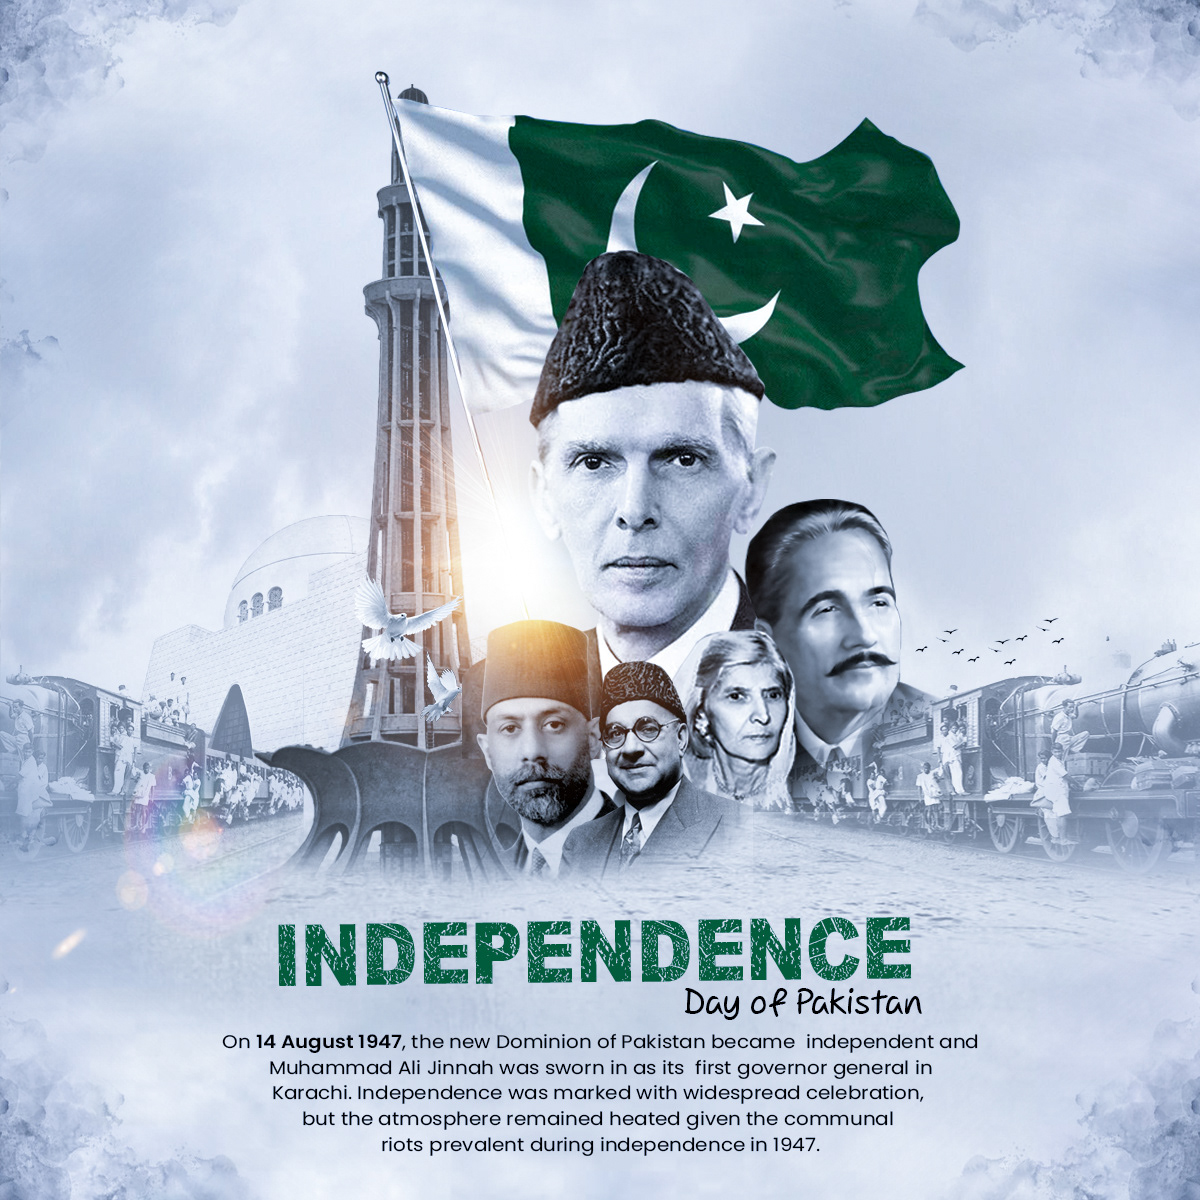 INDEPENDENCE
Day of Pakistan
On 14 August 1947, the new Dominion of Pakistan became independent and
Muhammad Ali Jinnah was sworn in as its first governor general in
Karachi. Independence was marked with widespread celebration,
but the atmosphere remained heated given the communal
riots prevalent during independence in 1947.